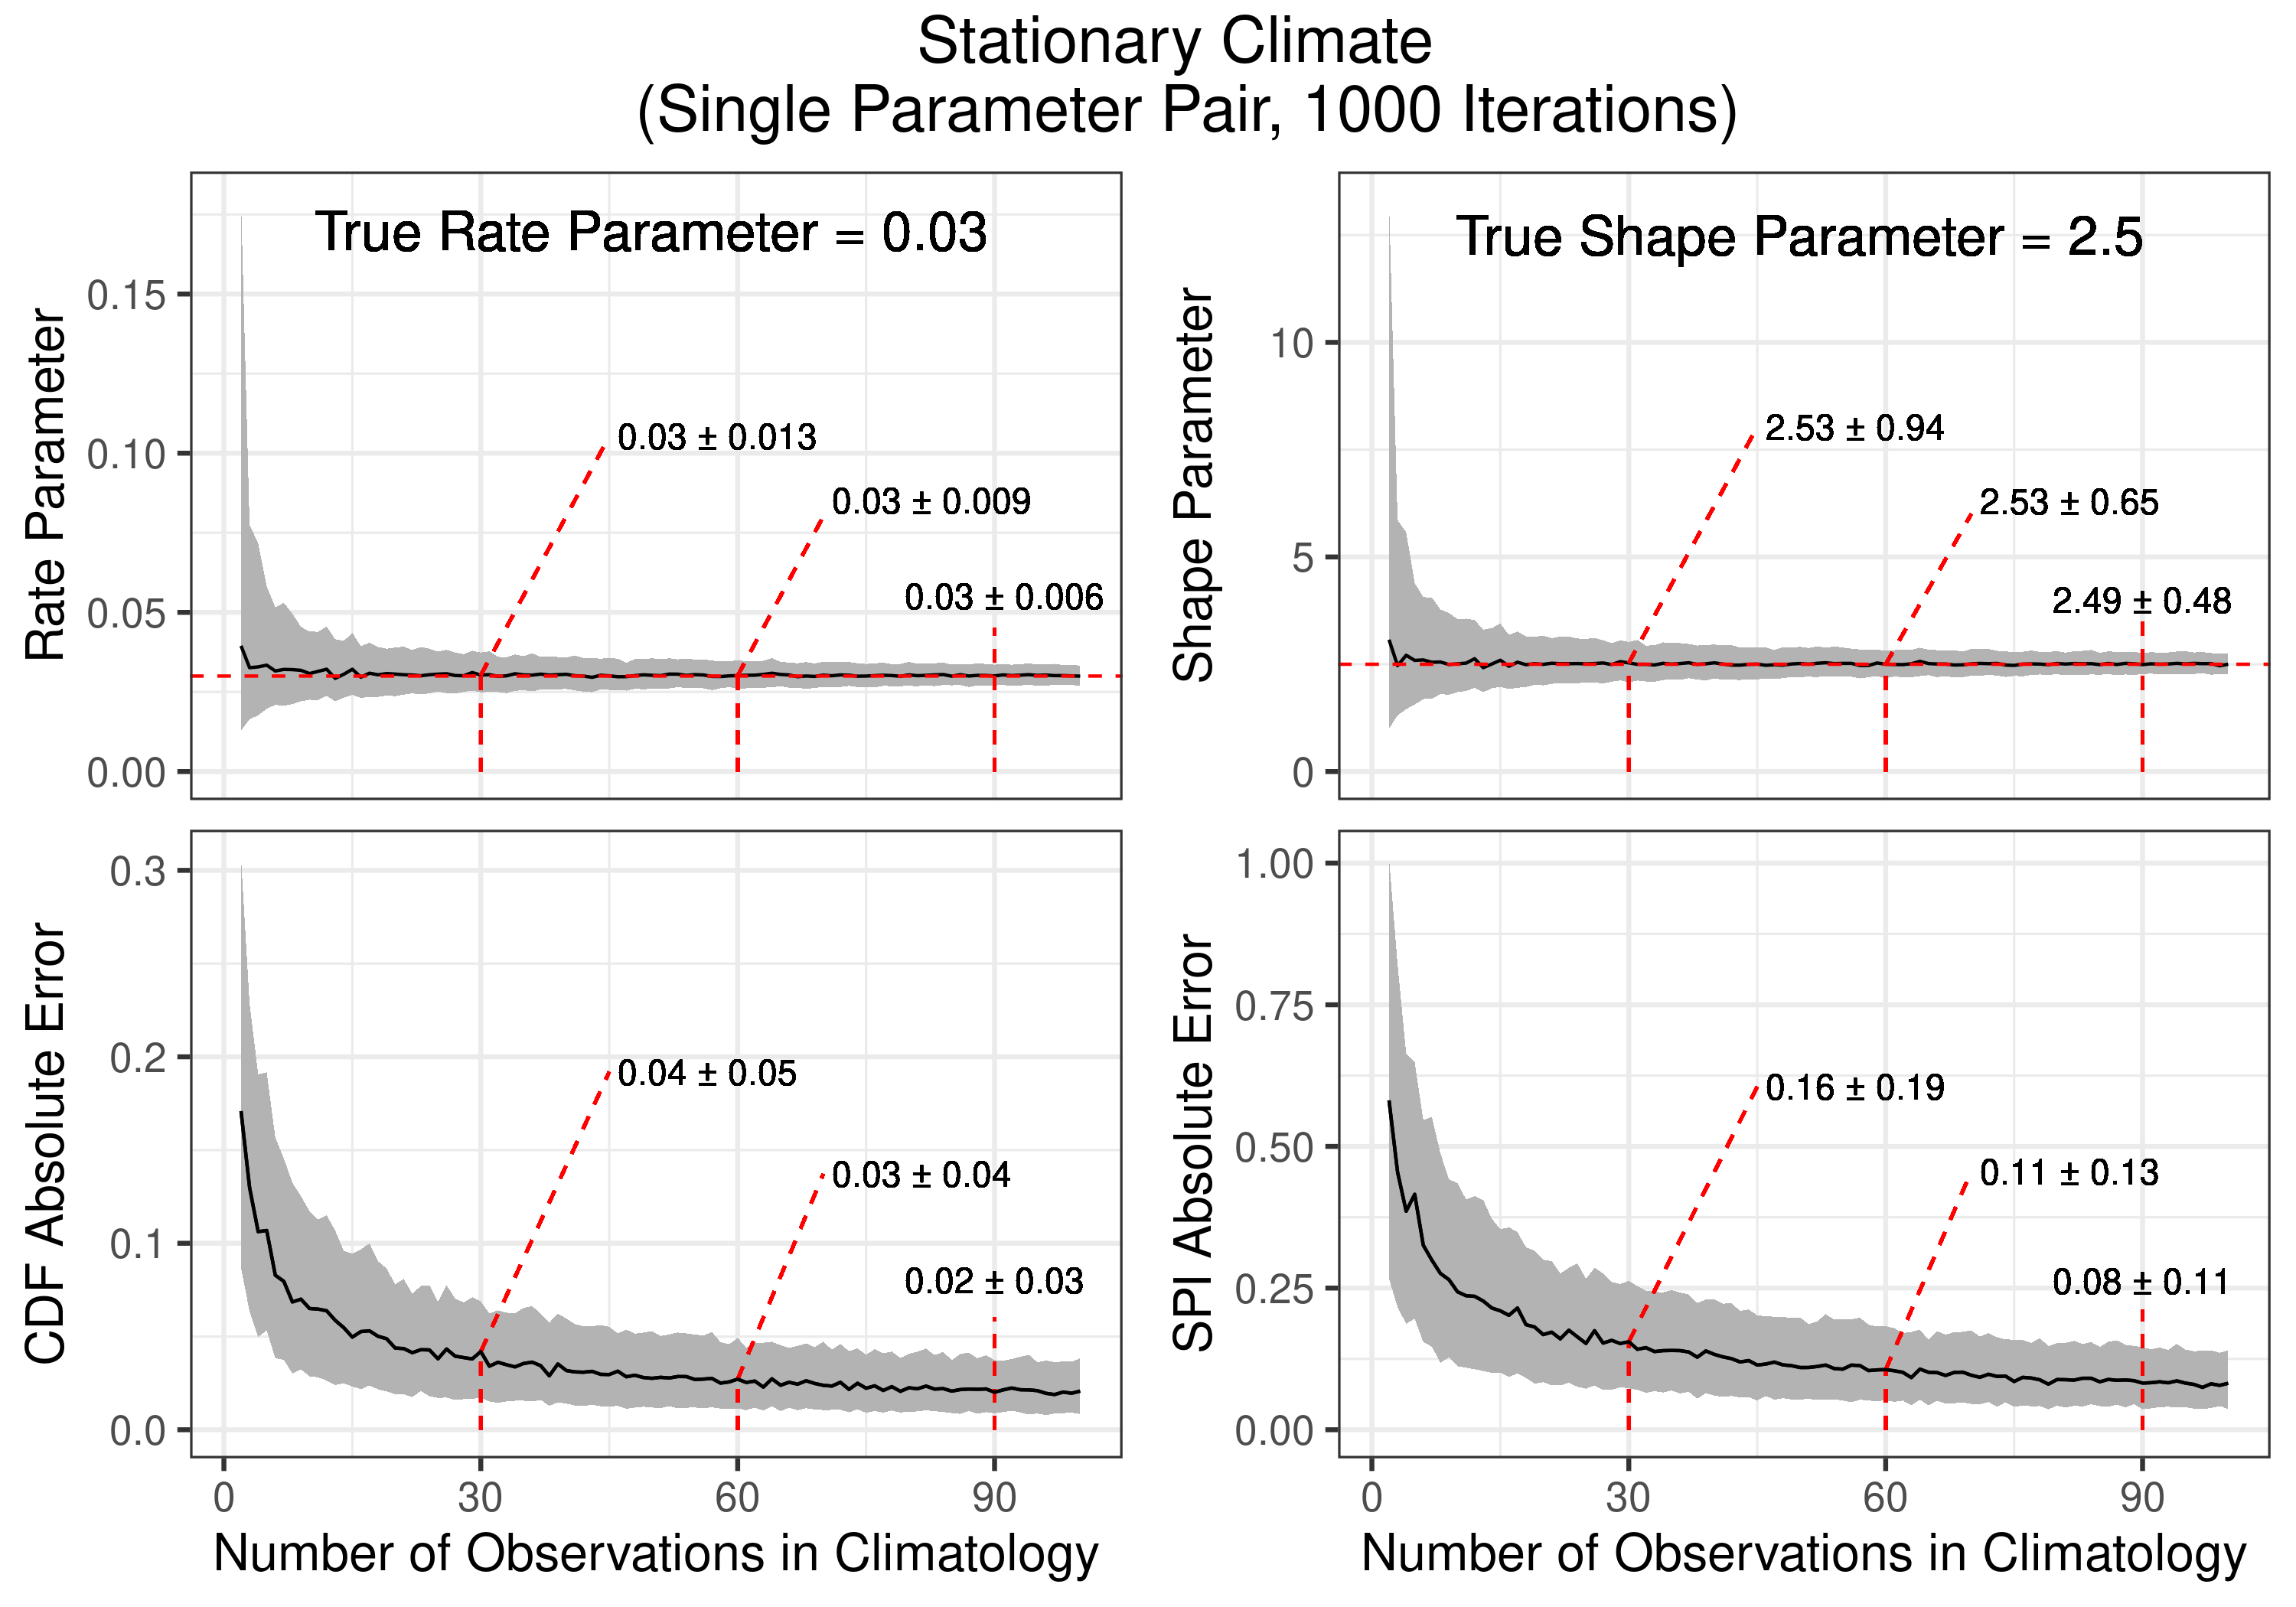 Stationary Climate
(Single Parameter Pair, 1000 Iterations)
True Rate Parameter = 0.03
Rate Parameter
0.15
0.10
0.05
0.00
0.03 ± 0.013
0.03 ± 0.009
0.03 ± 0.006
True Shape Parameter = 2.5
Shape Parameter
10
5
0
2.53 ± 0.94
2.53 ± 0.65
2.49 ± 0.48
CDF Absolute Error
0.3
0.2
0.1
0.0
0.04 ± 0.05
0.03 ± 0.04
0.02 ± 0.03
0 30 60 90
Number of Observations in Climatology
SPI Absolute Error
1.00
0.75
0.50
0.25
0.00
0.16 ± 0.19
0.11 ± 0.13
0.08 ± 0.11
0 30 60 90
Number of Observations in Climatology